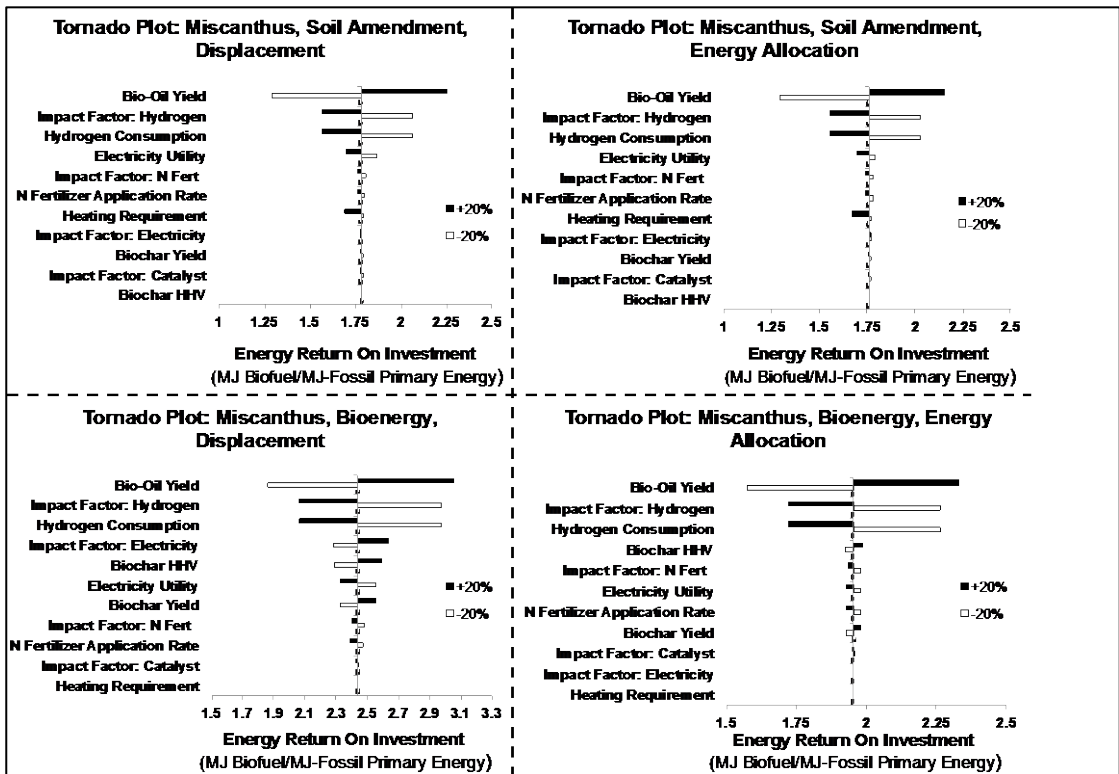 Tornado Plot: Miscanthus, Soil Amendment,
Displacement
Bio-Oil Yield
Impact Factor: Hydrogen
Hydrogen Consumption
Electricity Utility
Impact Factor: N Fert
N Fertilizer Application Rate
Heating Requirement
Impact Factor: Electricity
Biochar Yield
Impact Factor: Catalyst
Biochar HHV
+20%
-20%
1 1.25 1.5 1.75 2 2.25 2.5
Energy Return On Investment
(MJ Biofuel/MJ-Fossil Primary Energy)
Tornado Plot: Miscanthus, Soil Amendment,
Energy Allocation
Bio-Oil Yield
Impact Factor: Hydrogen
Hydrogen Consumption
Electricity Utility
Impact Factor: N Fert
N Fertilizer Application Rate
Heating Requirement
Impact Factor: Electricity
Biochar Yield
Impact Factor: Catalyst
Biochar HHV
+20%
-20%
1 1.25 1.5 1.75 2 2.25 2.5
Energy Return On Investment
(MJ Biofuel/MJ-Fossil Primary Energy)
Tornado Plot: Miscanthus, Bioenergy,
Displacement
Bio-Oil Yield
Impact Factor: Hydrogen
Hydrogen Consumption
Impact Factor: Electricity
Biochar HHV
Electricity Utility
Biochar Yield
Impact Factor: N Fert
N Fertilizer Application Rate
Impact Factor: Catalyst
Heating Requirement
+20%
-20%
1.5 1.7 1.9 2.1 2.3 2.5 2.7 2.9 3.1 3.3
Energy Return On Investment
(MJ Biofuel/MJ-Fossil Primary Energy)
Tornado Plot: Miscanthus, Bioenergy, Energy
Allocation
Bio-Oil Yield
Impact Factor: Hydrogen
Hydrogen Consumption
Biochar HHV
Impact Factor: N Fert
Electricity Utility
N Fertilizer Application Rate
Biochar Yield
Impact Factor: Catalyst
Impact Factor: Electricity
Heating Requirement
+20%
-20%
1.5 1.75 2 2.25 2.5
Energy Return On Investment
(MJ Biofuel/MJ-Fossil Primary Energy)